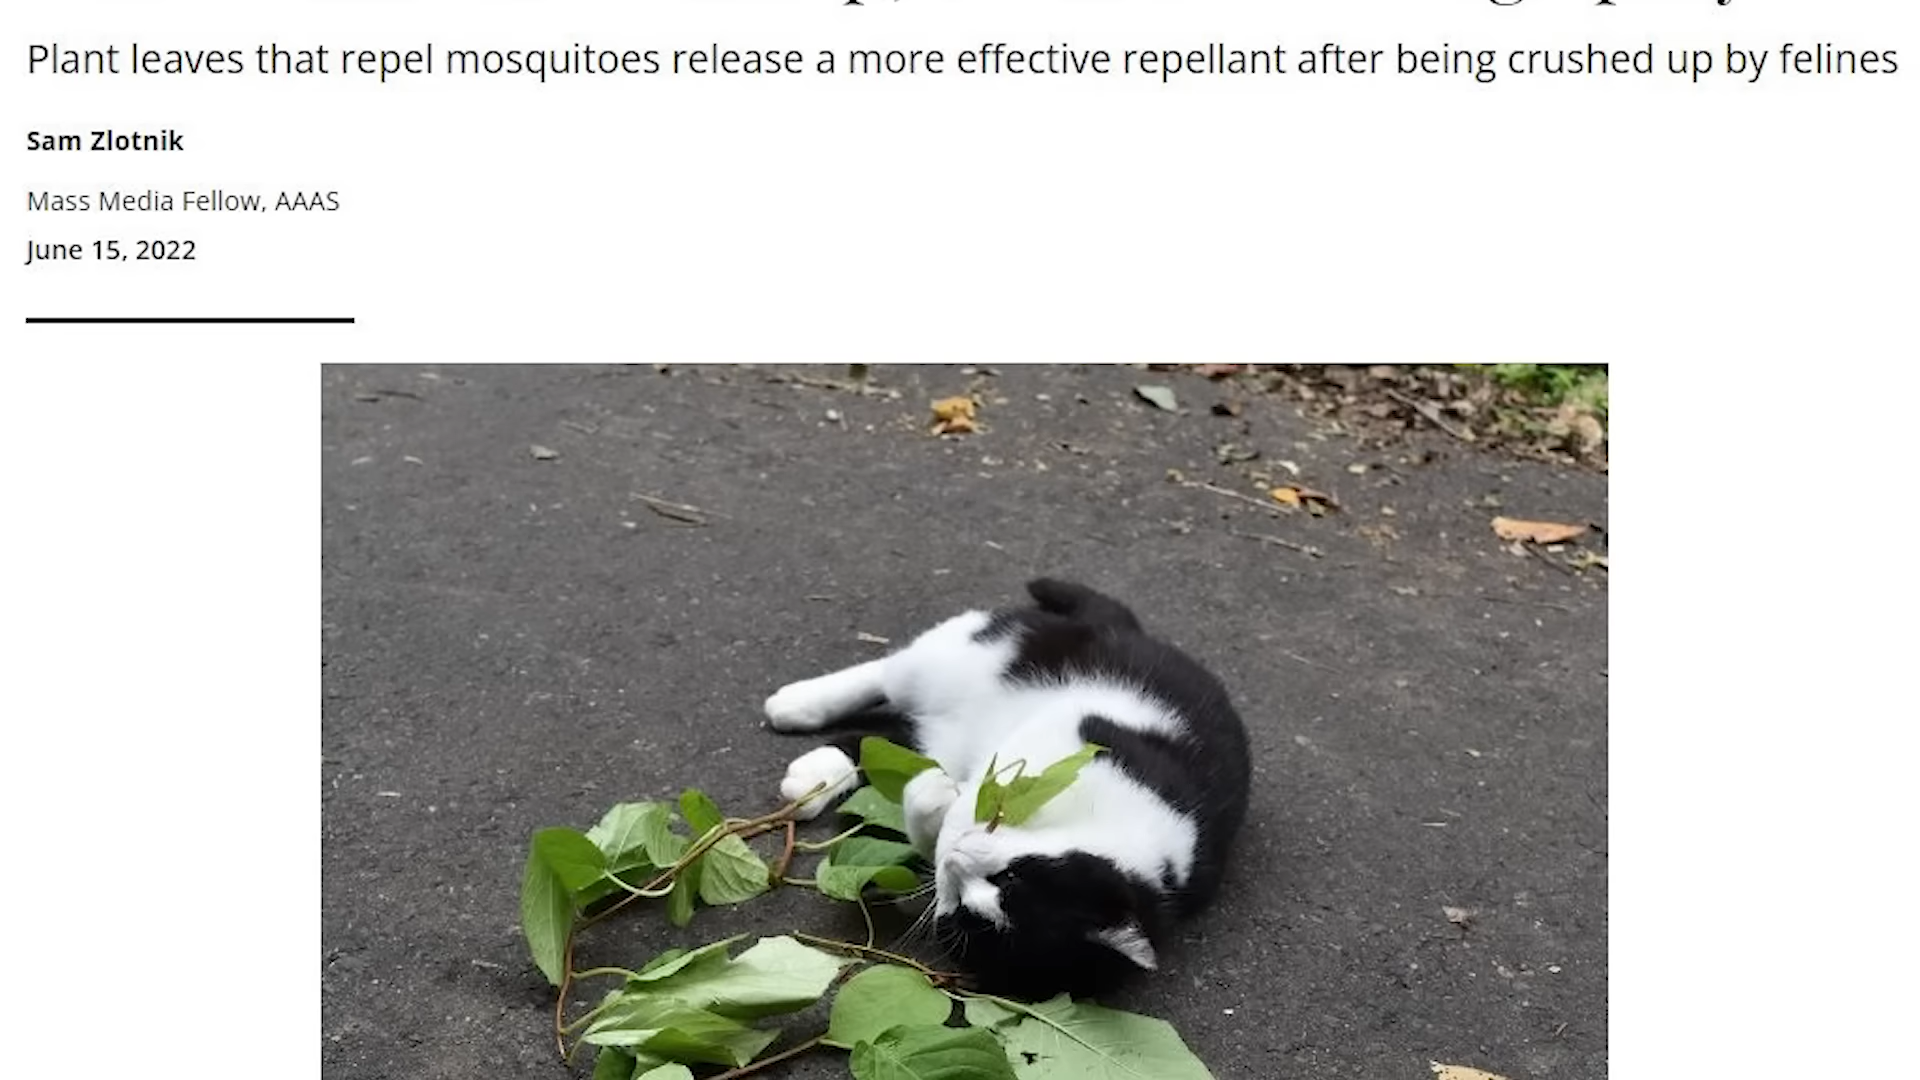 Plant leaves that repel mosquitoes release a more effective repellant after being crushed up by felines
Sam Zlotnik
Mass Media Fellow, AAAS
June 15, 2022